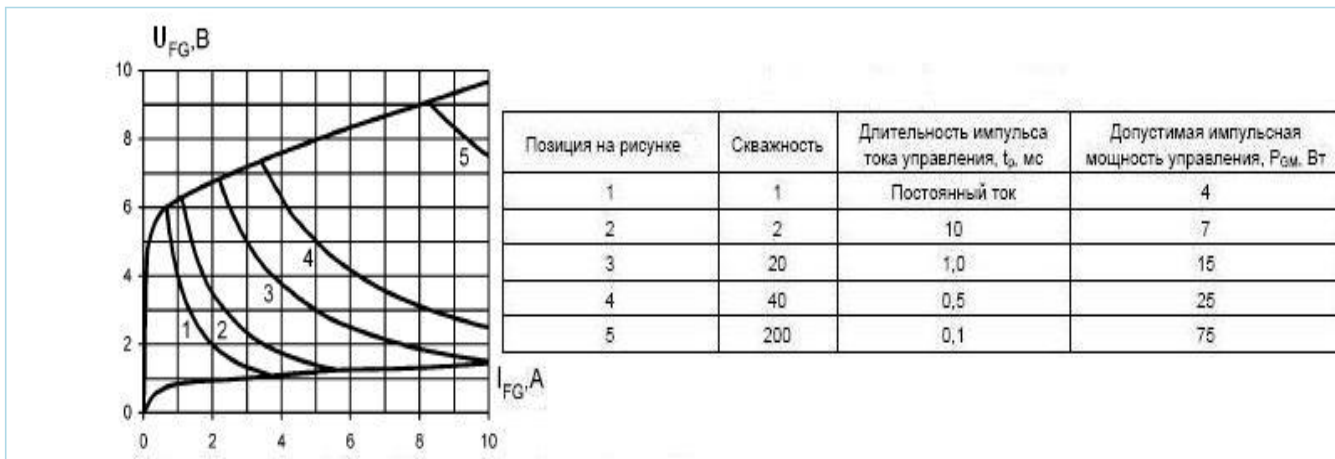 U_FG,В
10
8
6
4
2
0
0 2 4 6 8 10
I_FG,А
1
2
3
4
5
Позиция на рисунке Скважность Длительность импульса тока управления, tр, мс Допустимая импульсная мощность управления, PGM, Вт
1 1 Постоянный ток 4
2 2 10 7
3 20 1,0 15
4 40 0,5 25
5 200 0,1 75